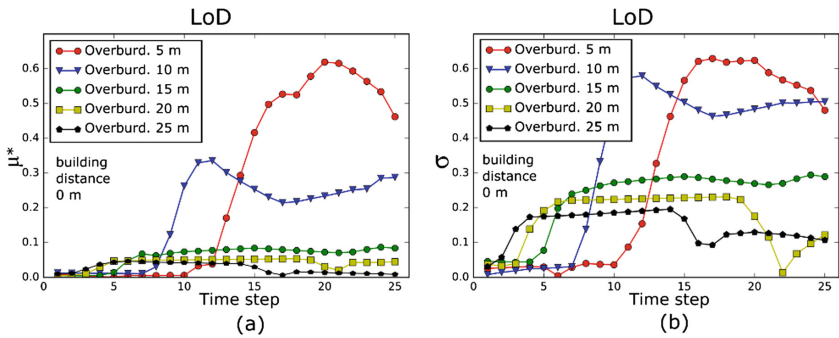 LoD
0.6
0.5
0.4
0.3
0.2
0.1
0.0
μ*
Overburd. 5 m
Overburd. 10 m
Overburd. 15 m
Overburd. 20 m
Overburd. 25 m
building
distance
0 m
0 5 10 15 20 25
Time step
(a)
LoD
0.6
0.5
0.4
0.3
0.2
0.1
0.0
σ
Overburd. 5 m
Overburd. 10 m
Overburd. 15 m
Overburd. 20 m
Overburd. 25 m
building
distance
0 m
0 5 10 15 20 25
Time step
(b)